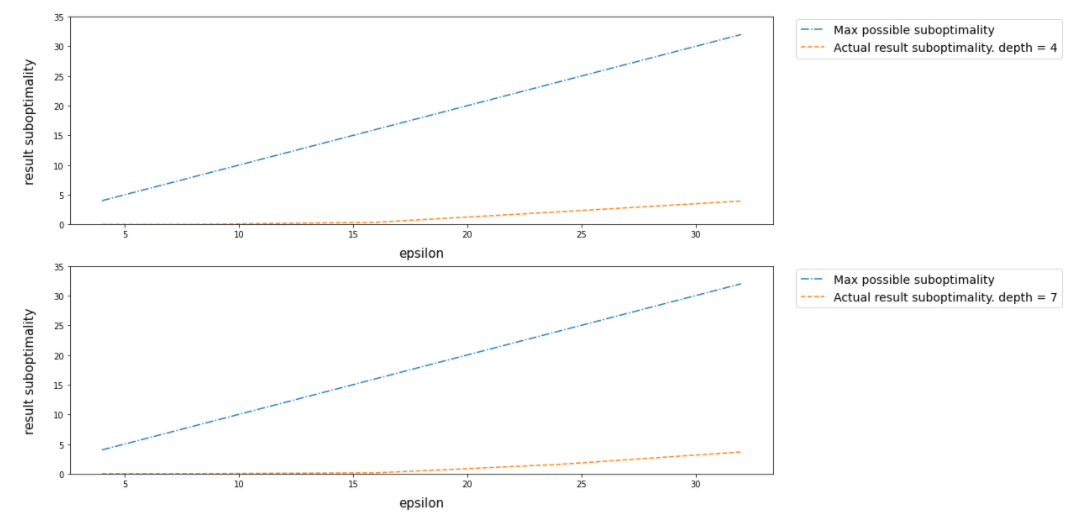 35
30
25
20
15
10
5
0
result suboptimality
5 10 15 20 25 30
epsilon
Max possible suboptimality
Actual result suboptimality. depth = 4
35
30
25
20
15
10
5
0
result suboptimality
5 10 15 20 25 30
epsilon
Max possible suboptimality
Actual result suboptimality. depth = 7